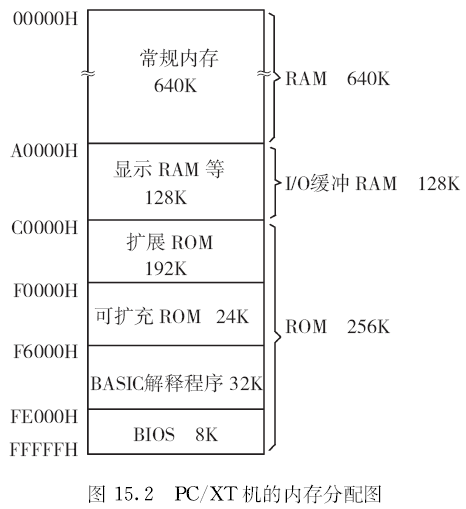 00000H
常规内存
640K
RAM 640K
A0000H
显示 RAM 等
128K
I/O缓冲 RAM 128K
C0000H
扩展 ROM
192K
F0000H
可扩充 ROM 24K
ROM 256K
F6000H
BASIC解释程序 32K
FE000H
BIOS 8K
FFFFFH
图 15.2 PC/XT 机的内存分配图